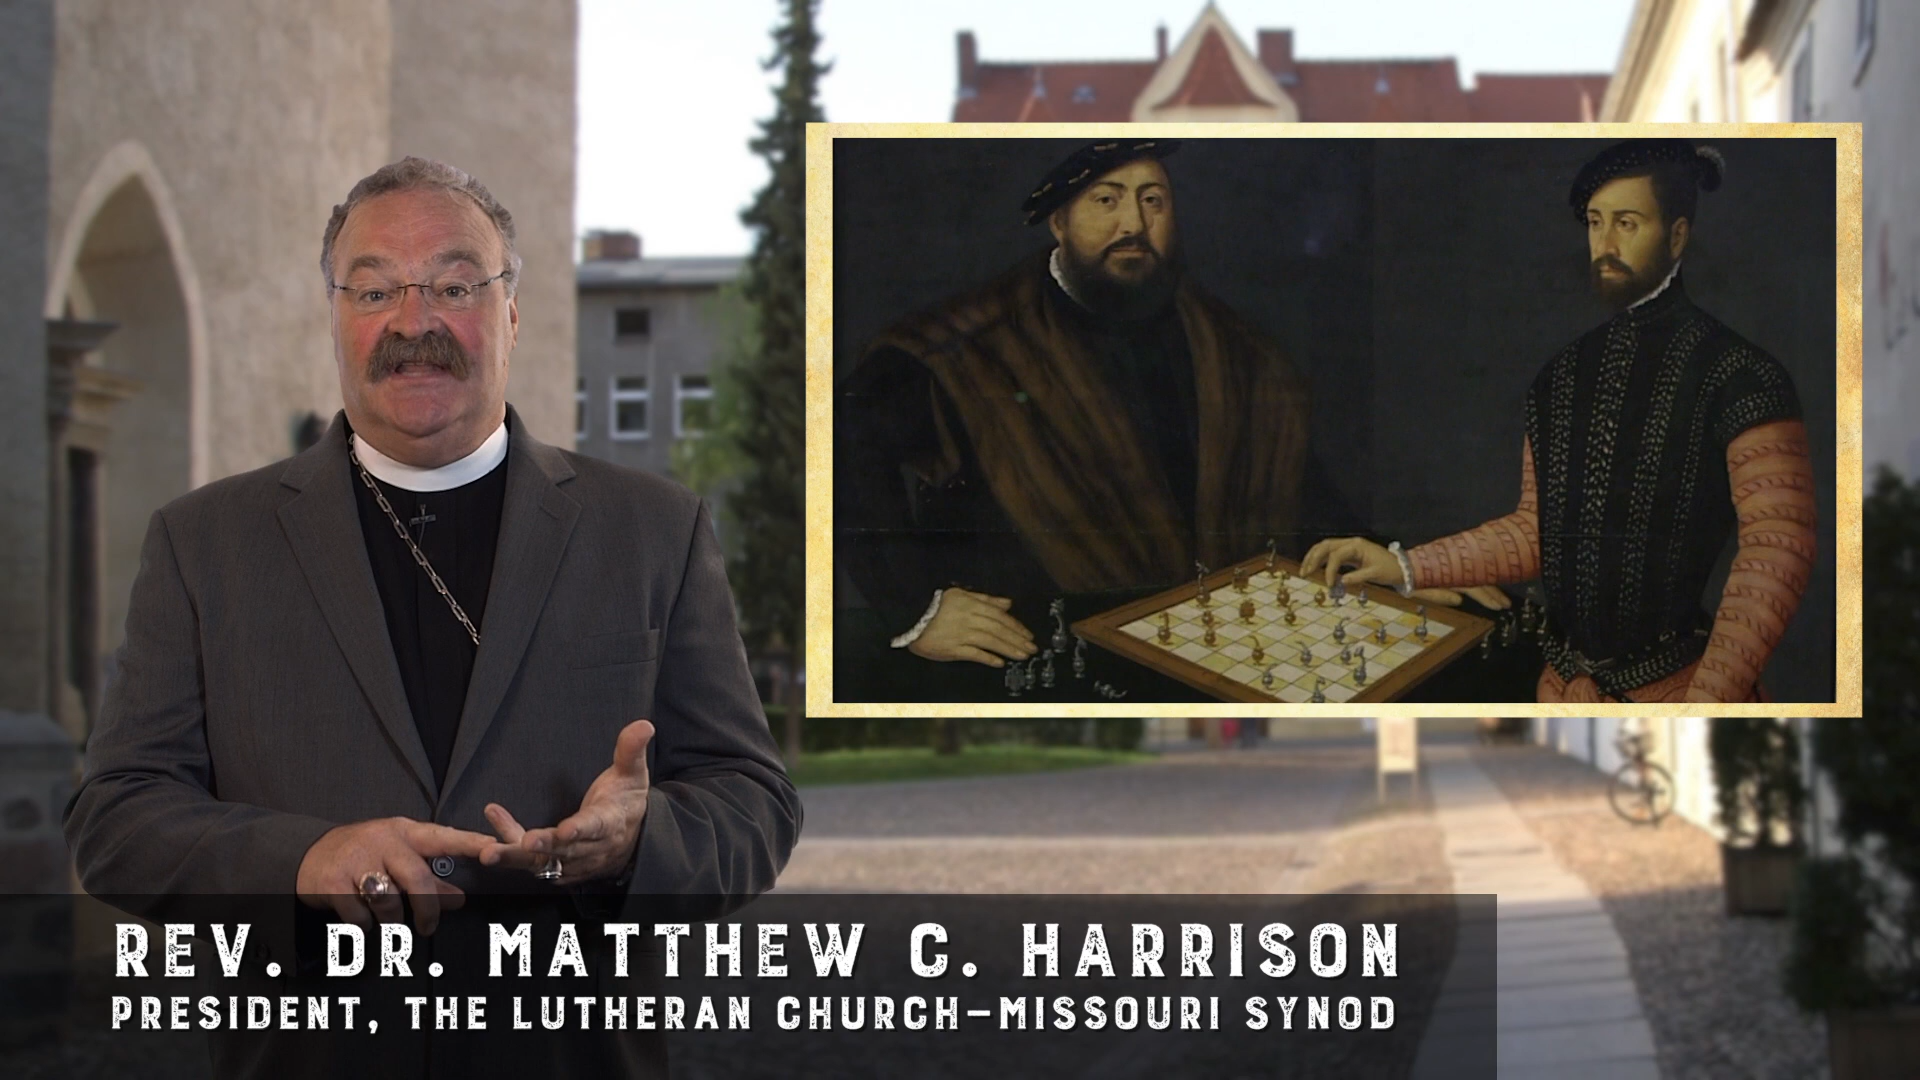 REV. DR. MATTHEW C. HARRISON
PRESIDENT, THE LUTHERAN CHURCH—MISSOURI SYNOD